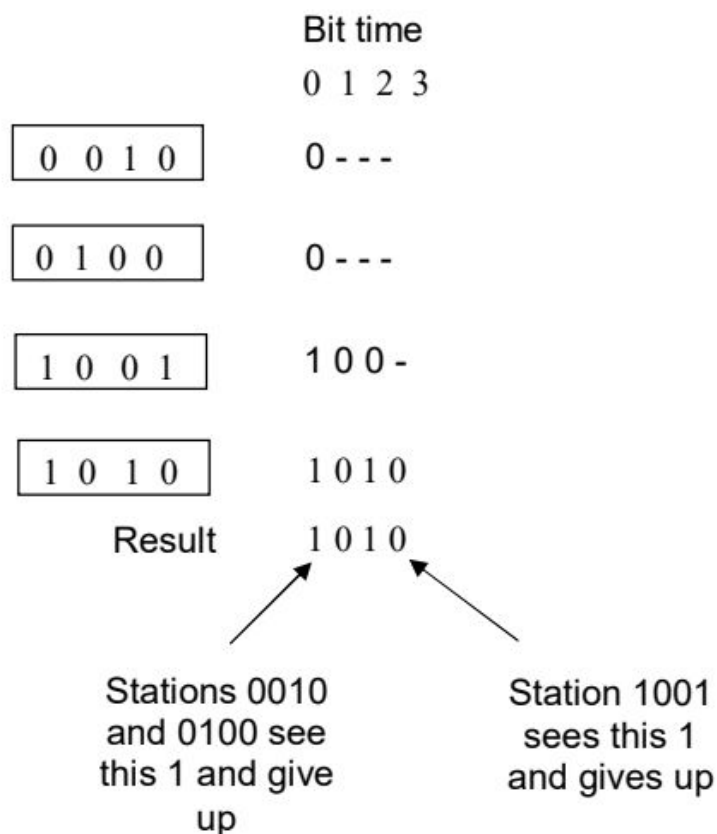 Bit time
0 1 2 3
0 0 1 0 0 - - -
0 1 0 0 0 - - -
1 0 0 1 1 0 0 -
1 0 1 0 1 0 1 0
Result 1 0 1 0
Stations 0010
and 0100 see
this 1 and give
up
Station 1001
sees this 1
and gives up